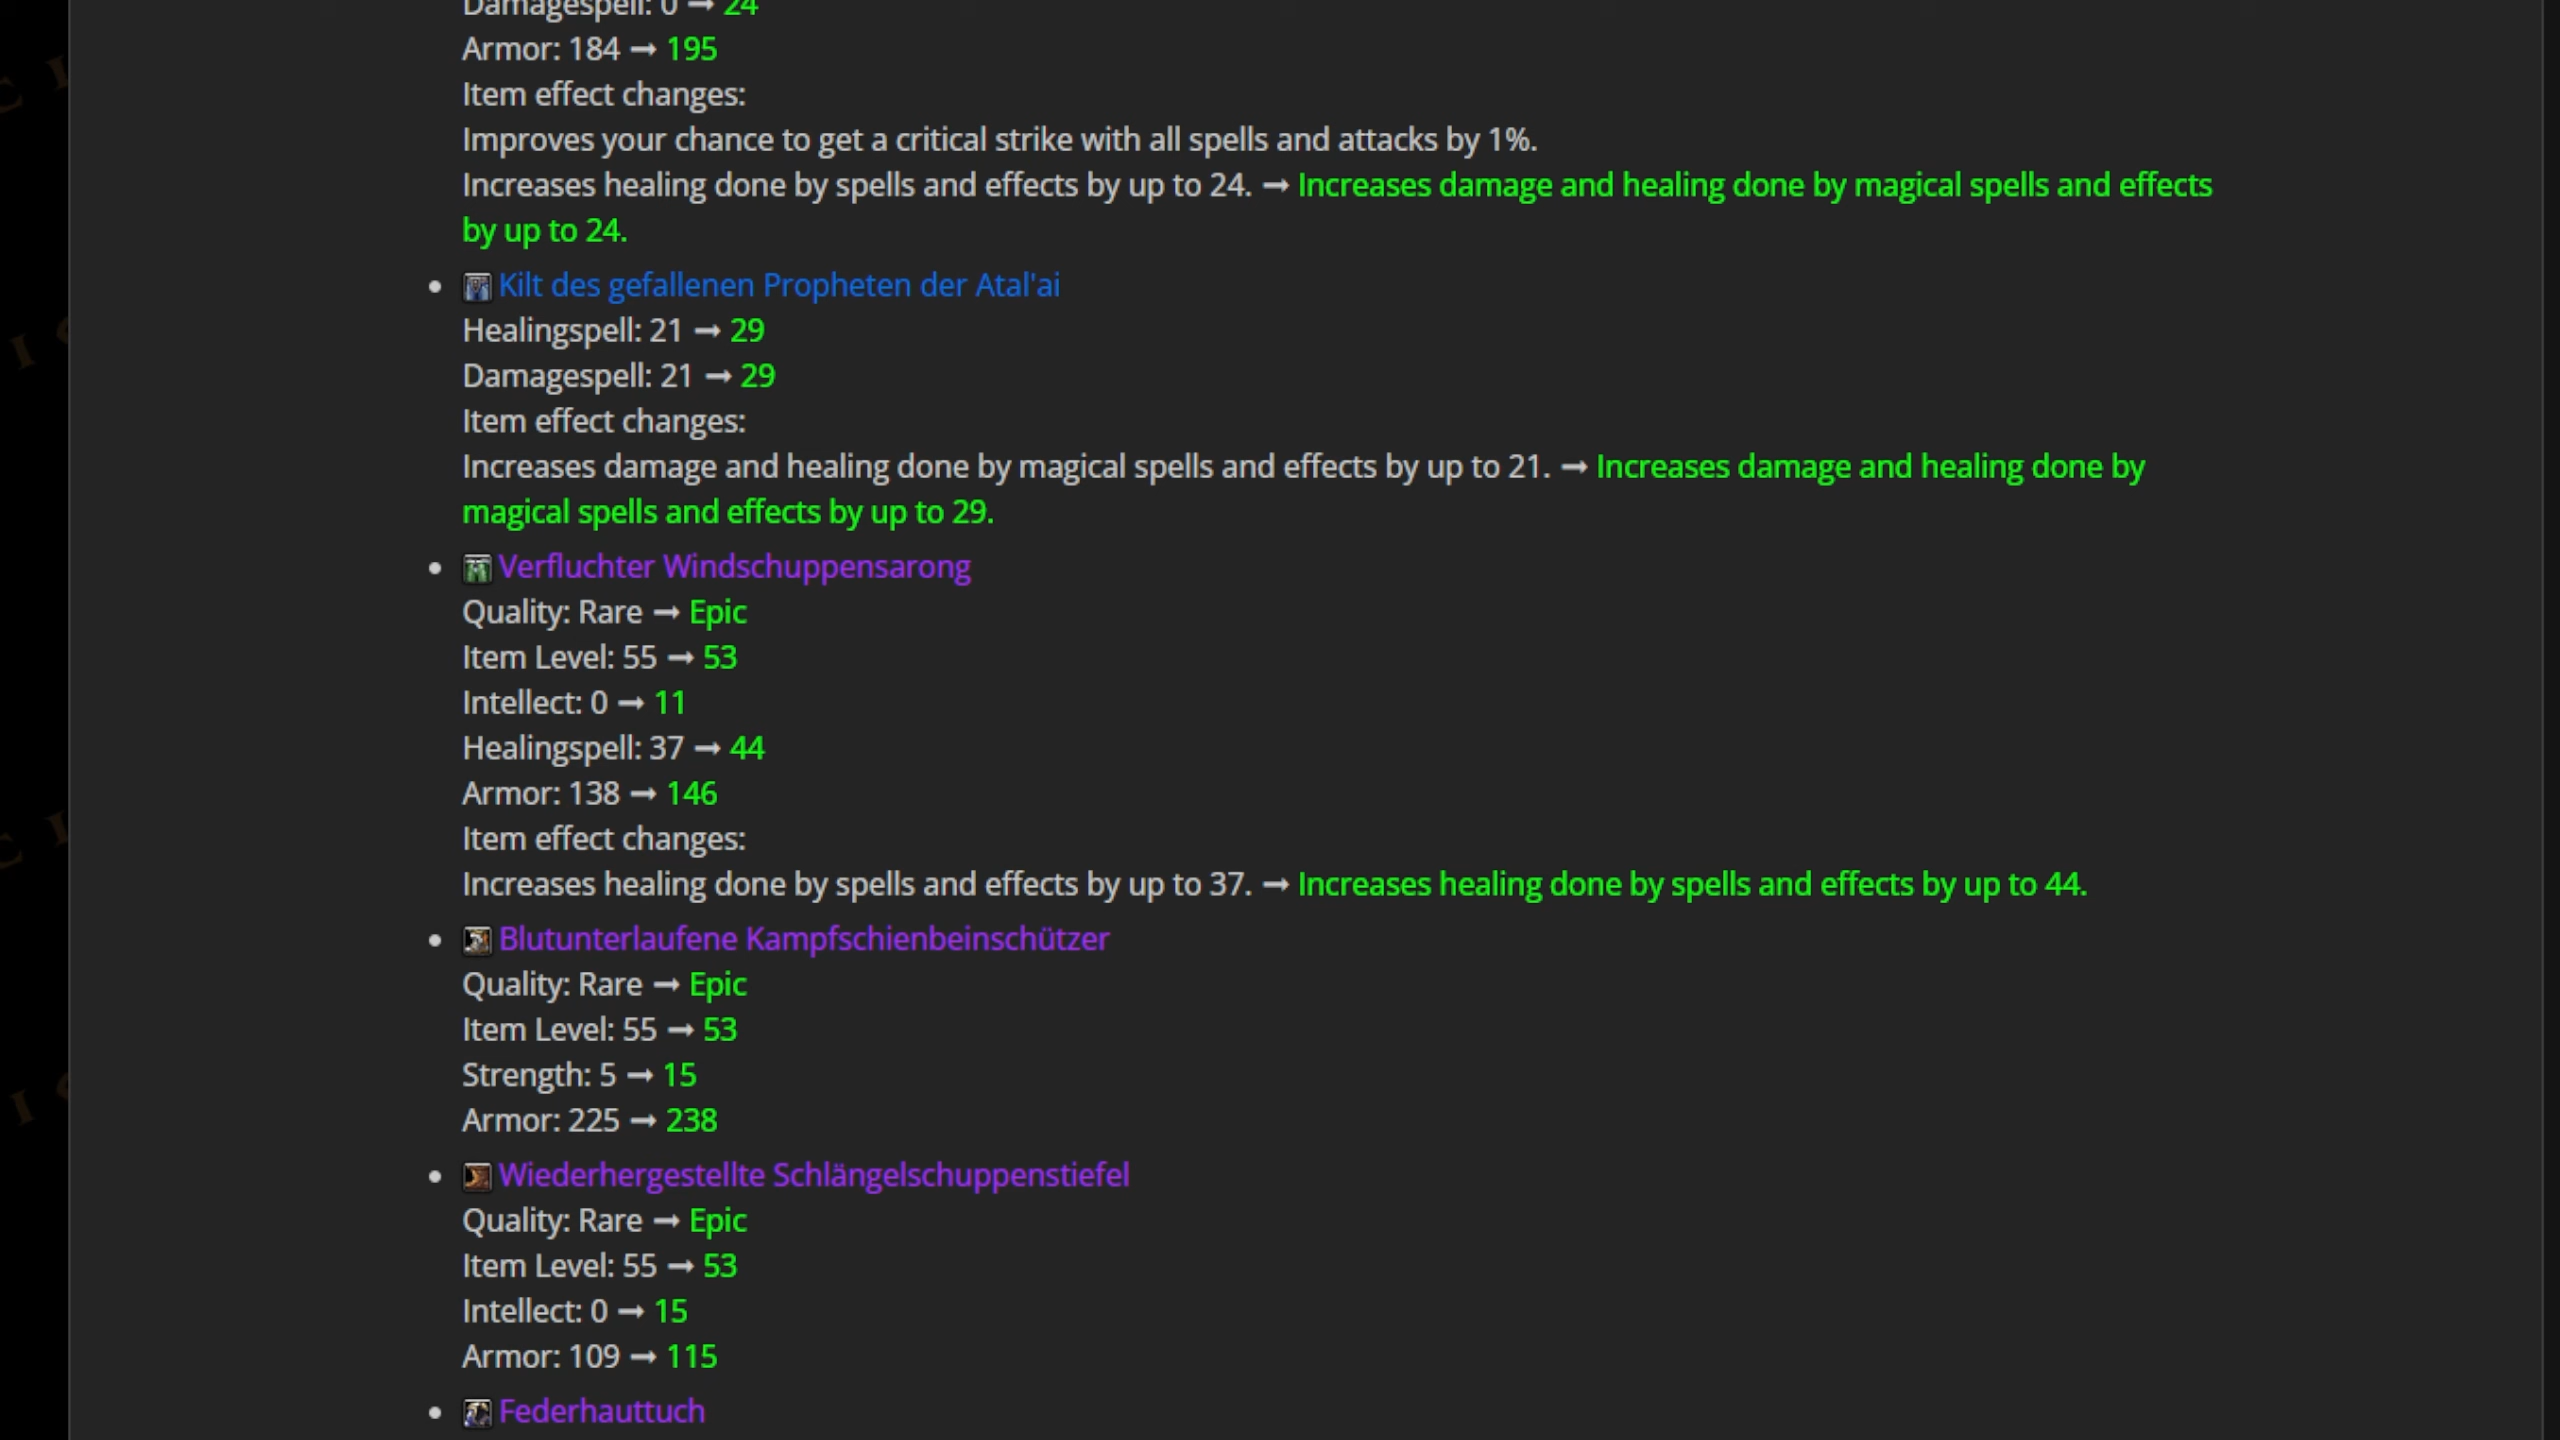 Damagespell: 0 → 24
Armor: 184 → 195
Item effect changes:
Improves your chance to get a critical strike with all spells and attacks by 1%.
Increases healing done by spells and effects by up to 24. → Increases damage and healing done by magical spells and effects
by up to 24.
Kilt des gefallenen Propheten der Atal'ai
Healingspell: 21 → 29
Damagespell: 21 → 29
Item effect changes:
Increases damage and healing done by magical spells and effects by up to 21. → Increases damage and healing done by
magical spells and effects by up to 29.
Verfluchter Windschuppensarong
Quality: Rare → Epic
Item Level: 55 → 53
Intellect: 0 → 11
Healingspell: 37 → 44
Armor: 138 → 146
Item effect changes:
Increases healing done by spells and effects by up to 37. → Increases healing done by spells and effects by up to 44.
Blutunterlaufene Kampfschienbeinschützer
Quality: Rare → Epic
Item Level: 55 → 53
Strength: 5 → 15
Armor: 225 → 238
Wiederhergestellte Schlängelschuppenstiefel
Quality: Rare → Epic
Item Level: 55 → 53
Intellect: 0 → 15
Armor: 109 → 115
Federhauttuch